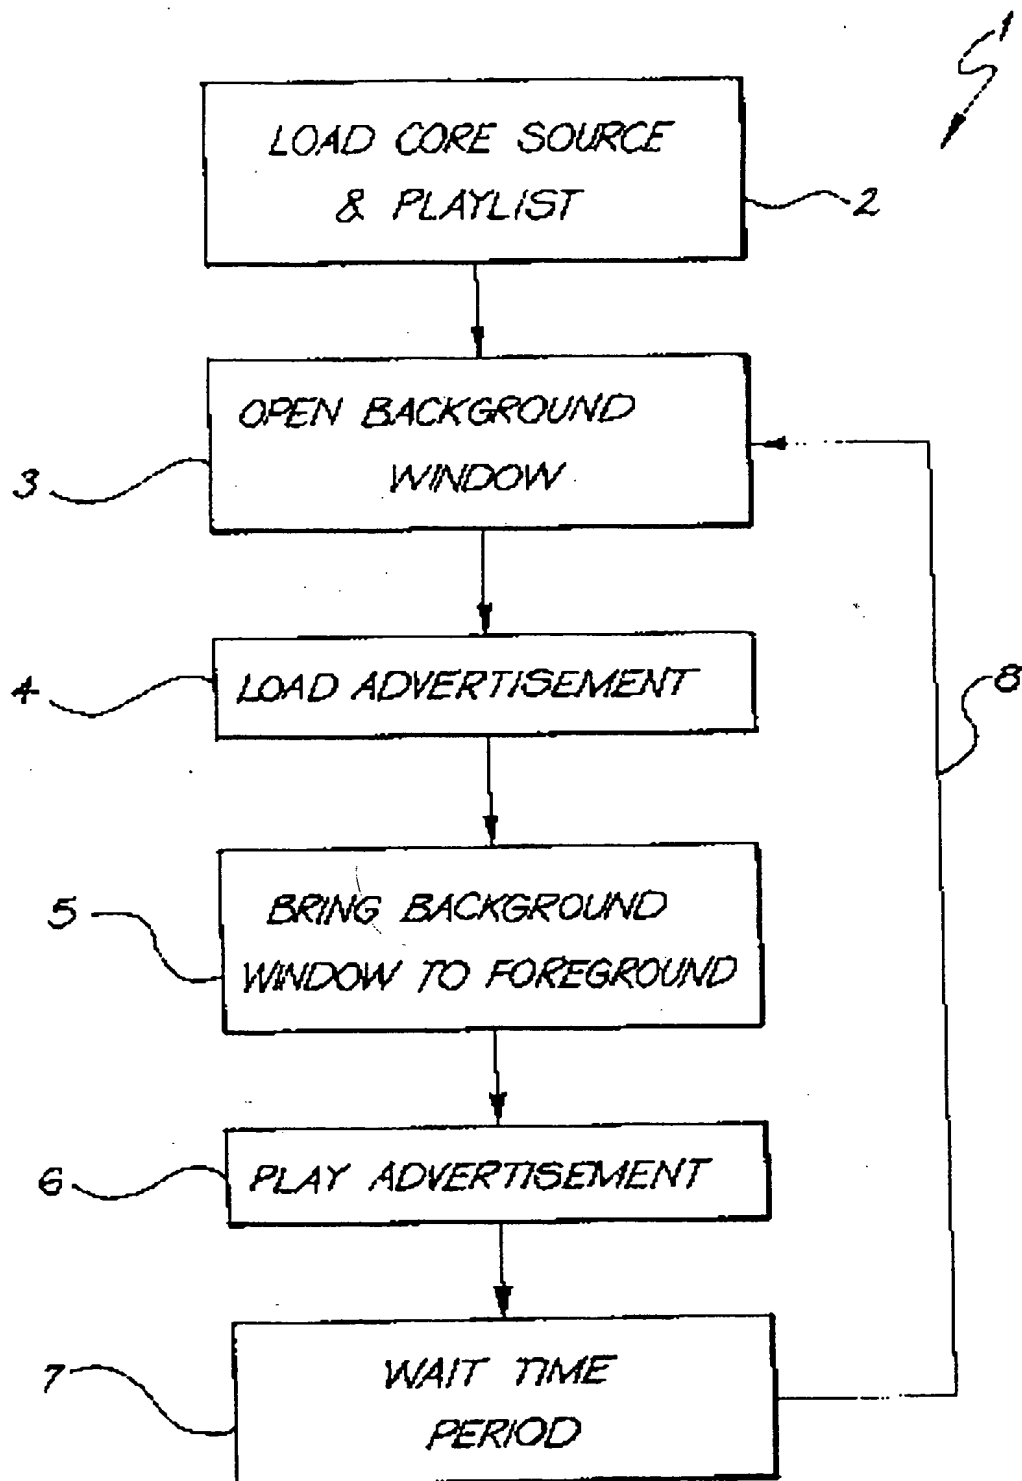 1
LOAD CORE SOURCE
& PLAYLIST
2
OPEN BACKGROUND
WINDOW
3
LOAD ADVERTISEMENT
4
8
BRING BACKGROUND
WINDOW TO FOREGROUND
5
PLAY ADVERTISEMENT
6
WAIT TIME
PERIOD
7